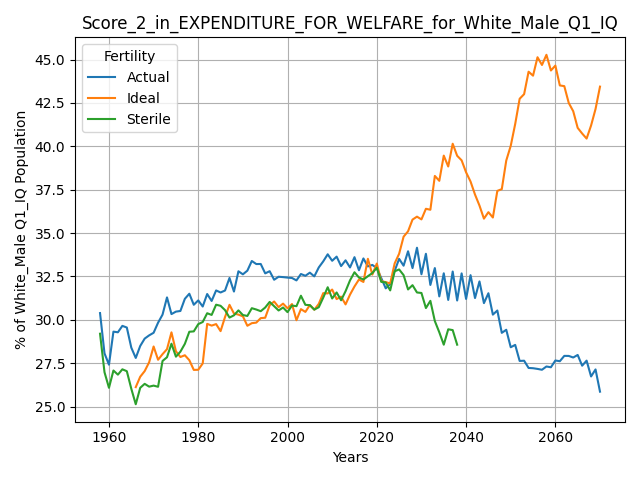 Score_2_in_EXPENDITURE_FOR_WELFARE_for_White_Male_Q1_IQ
Fertility
Actual
Ideal
Sterile
% of White_Male Q1_IQ Population
45.0
42.5
40.0
37.5
35.0
32.5
30.0
27.5
25.0
1960 1980 2000 2020 2040 2060
Years